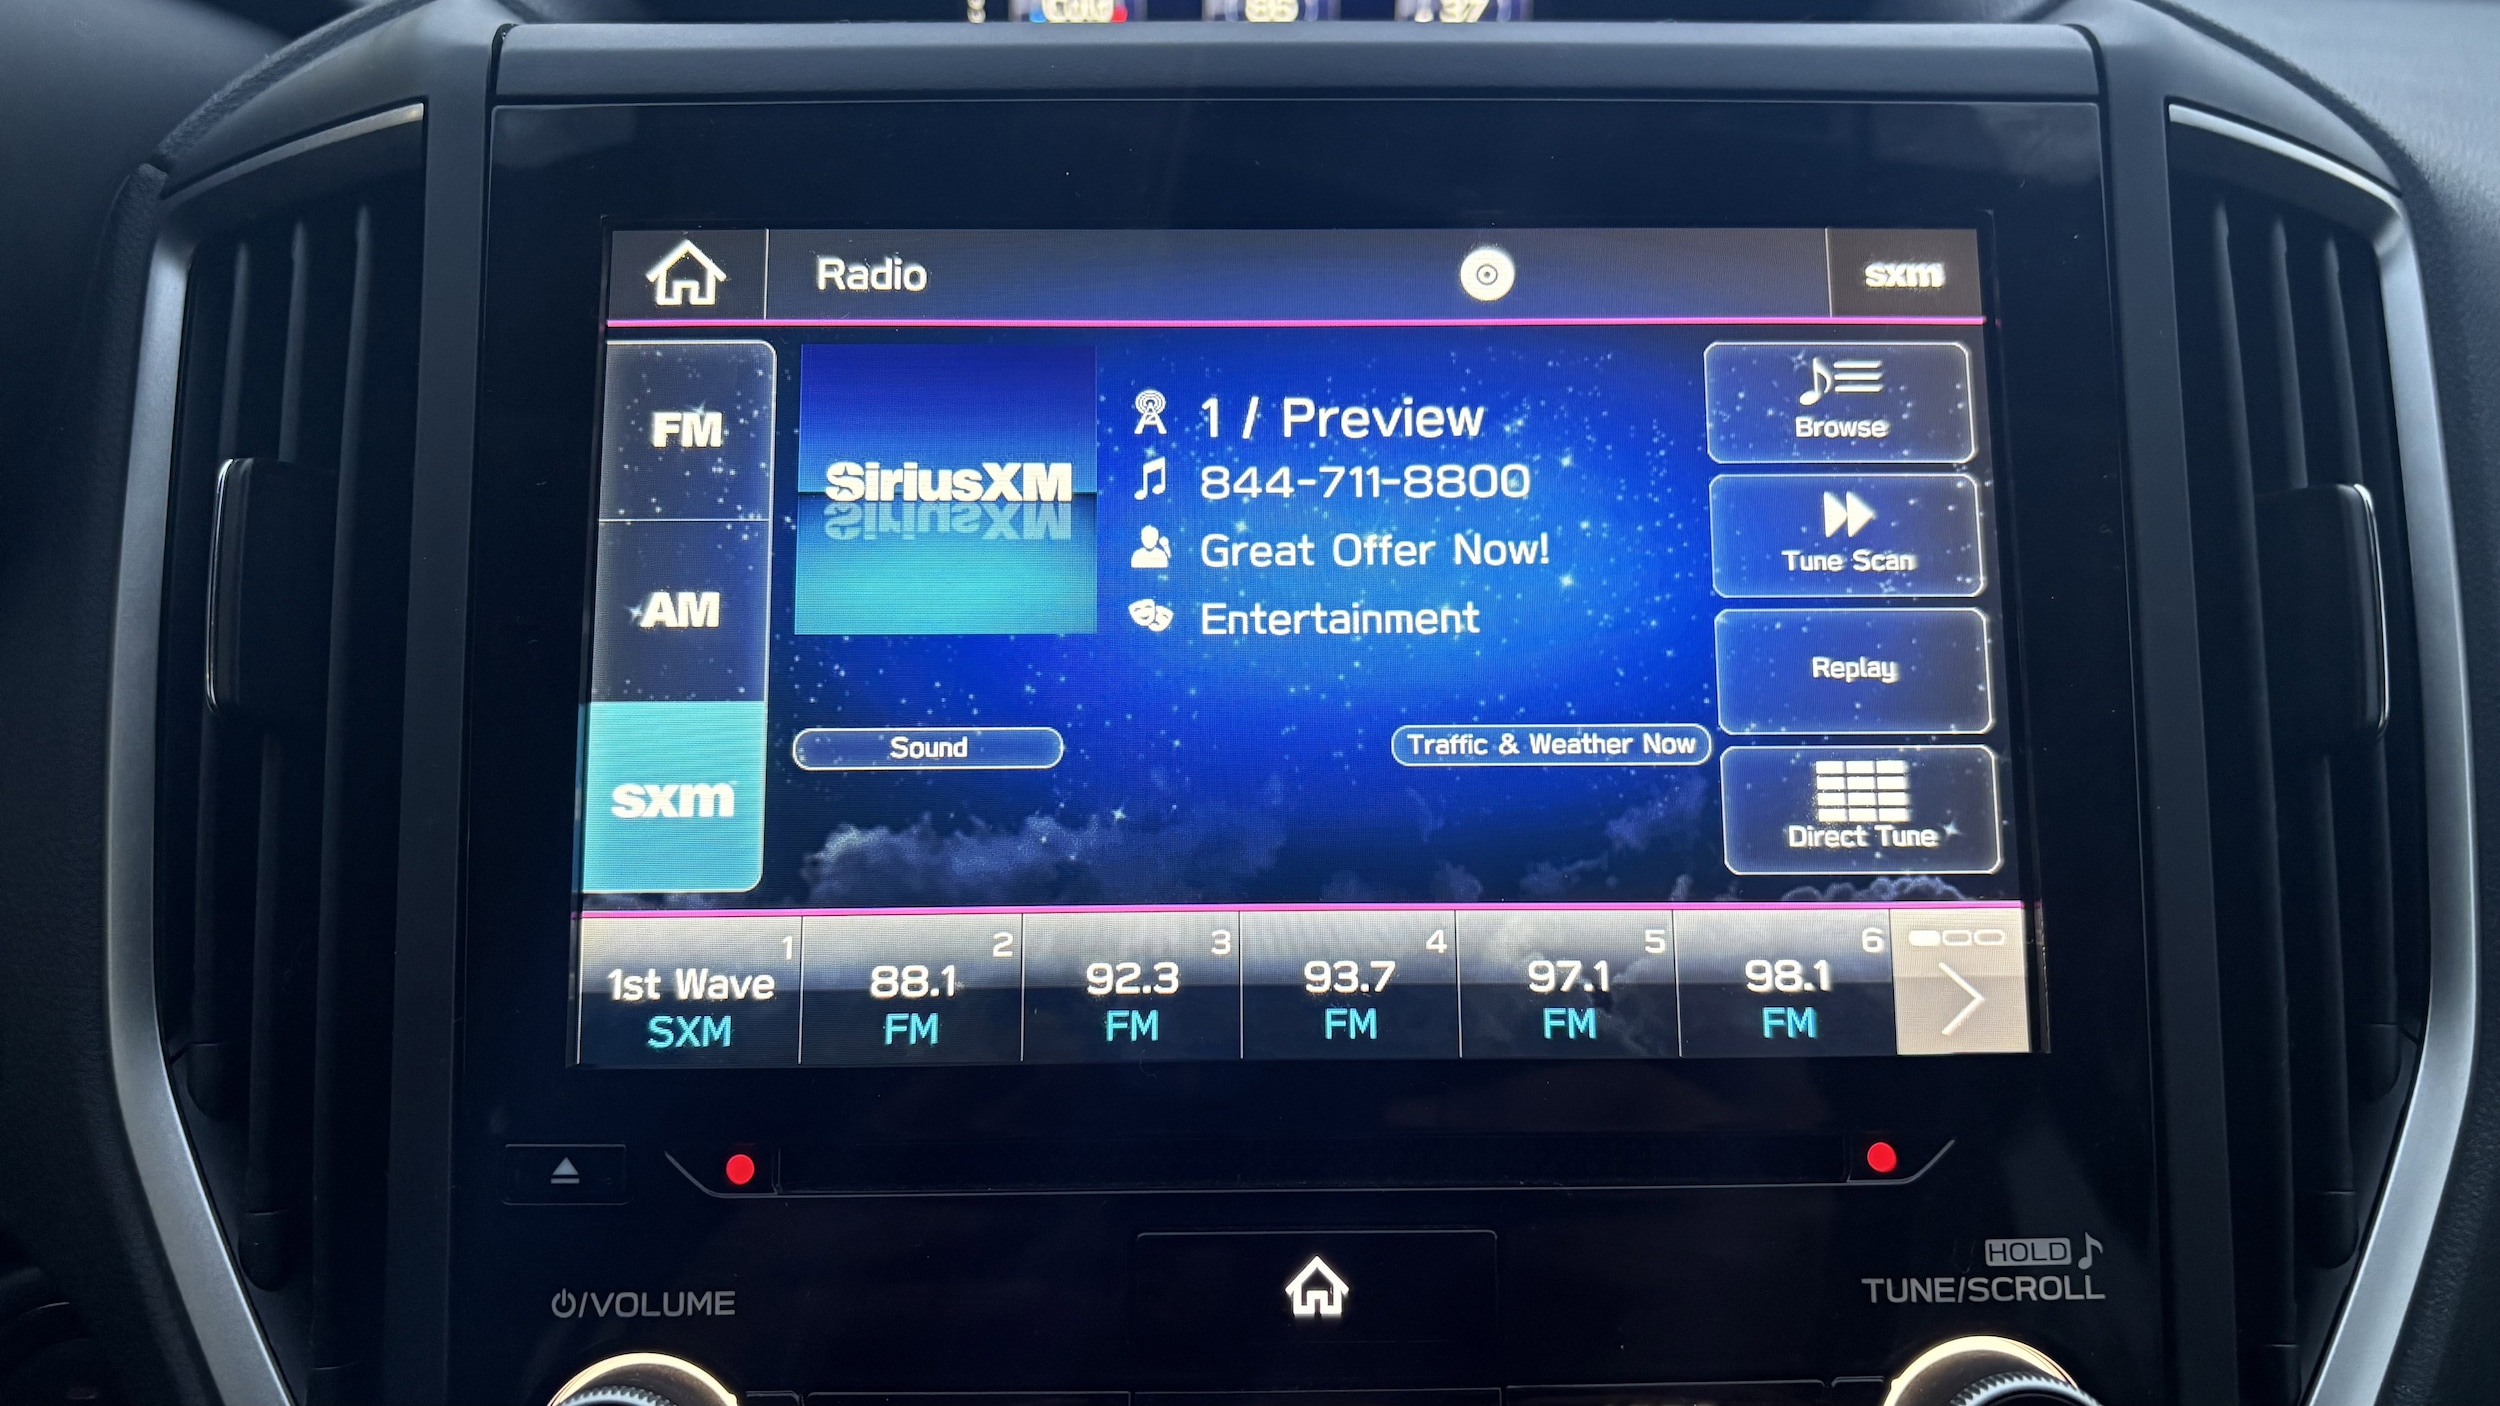 Radio
sxm
FM
AM
sxm
SiriusXM
1 / Preview
844-711-8800
Great Offer Now!
Entertainment
Sound
Traffic & Weather Now
Browse
Tune Scan
Replay
Direct Tune
1
1st Wave
SXM
2
88.1
FM
3
92.3
FM
4
93.7
FM
5
97.1
FM
6
98.1
FM
/VOLUME
HOLD
TUNE/SCROLL